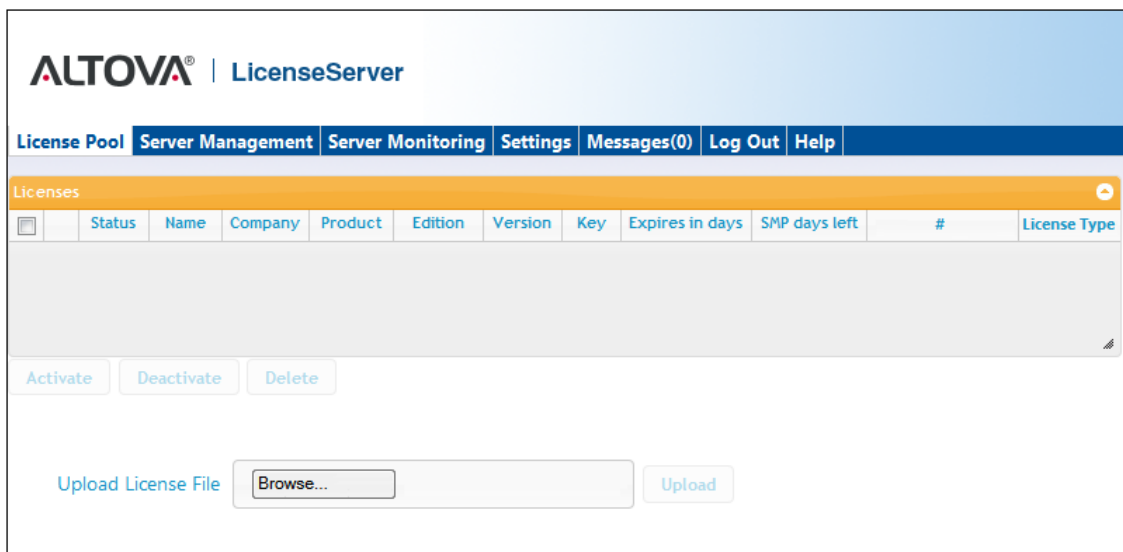 ALTOVA® | LicenseServer
License Pool Server Management Server Monitoring Settings Messages(0) Log Out Help
Licenses
Status Name Company Product Edition Version Key Expires in days SMP days left # License Type
Activate Deactivate Delete
Upload License File Browse... Upload